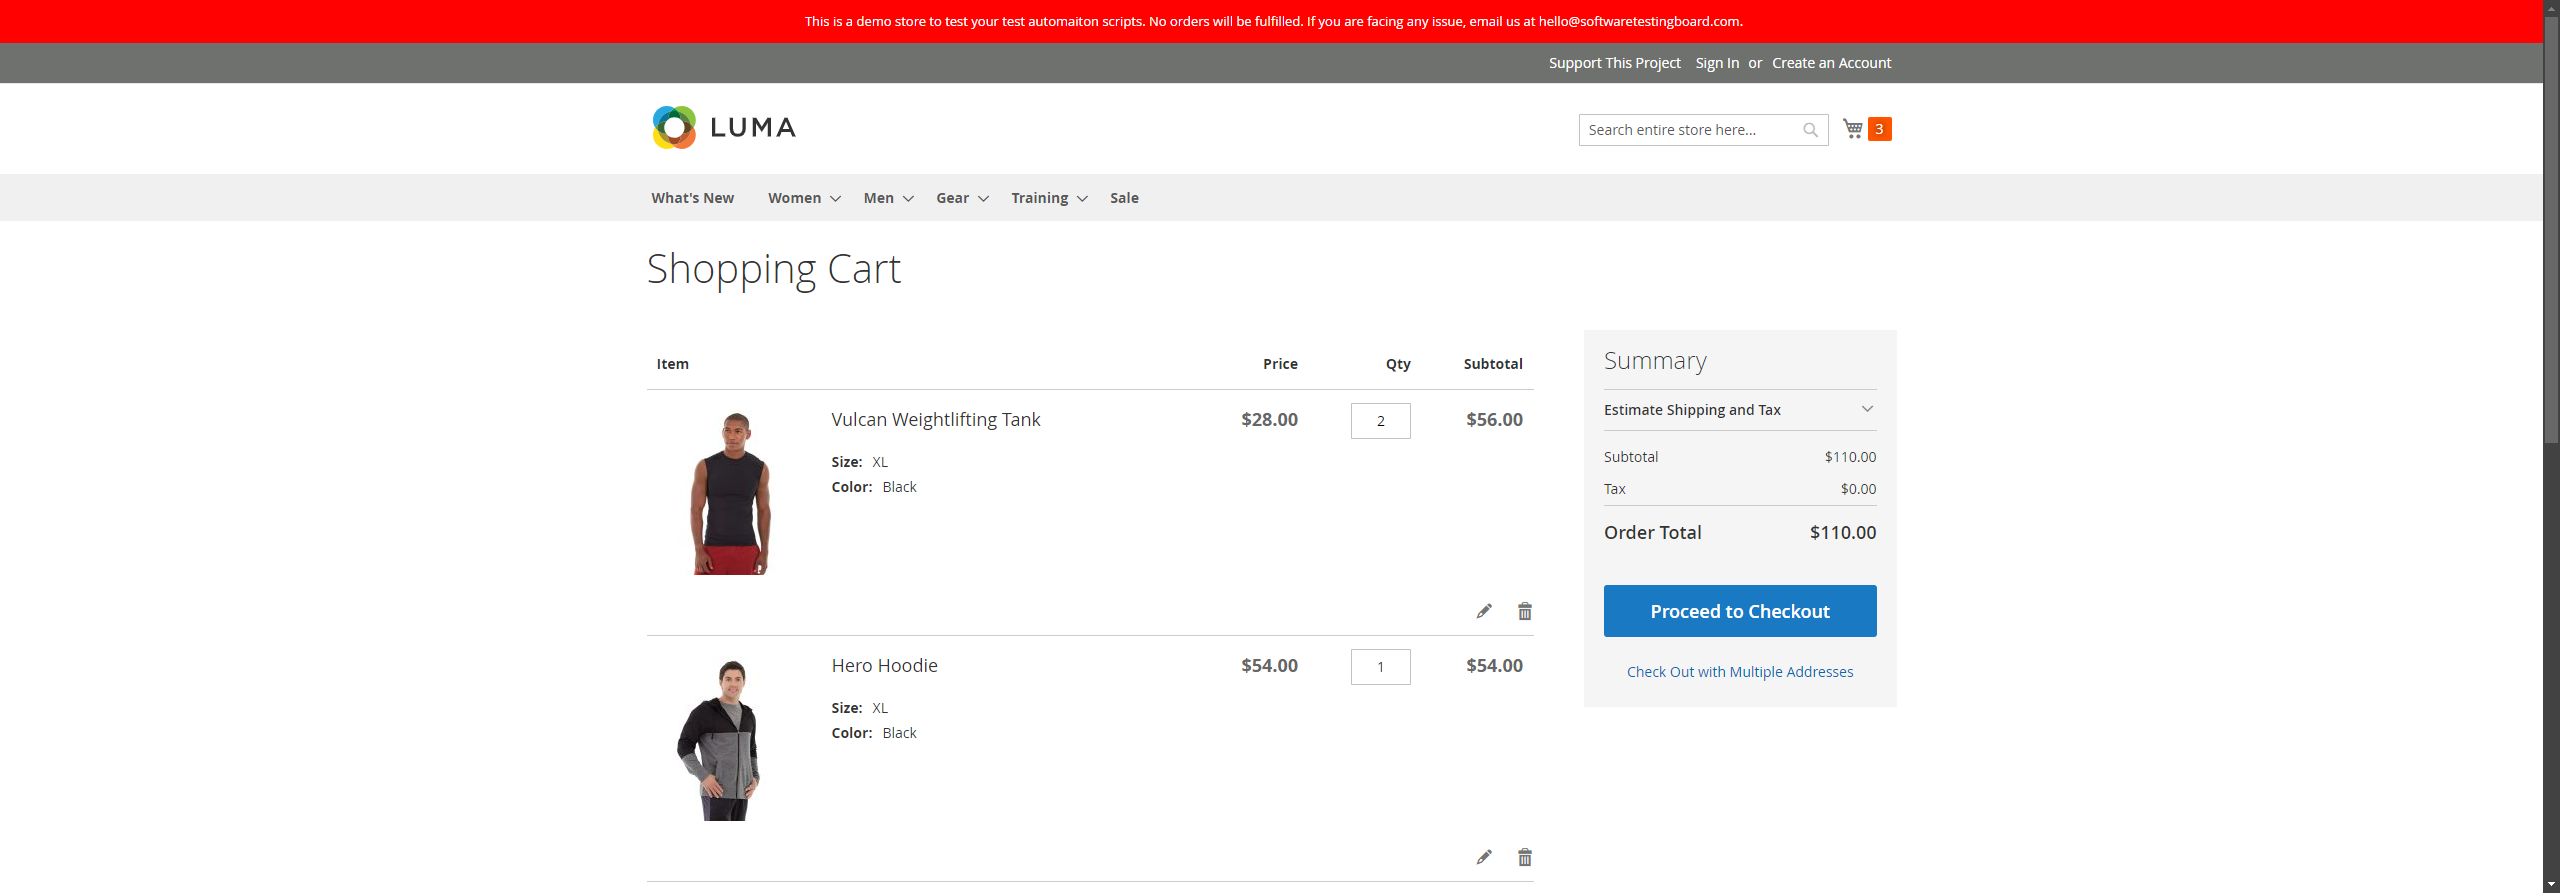 This is a demo store to test your test automaiton scripts. No orders will be fulfilled. If you are facing any issue, email us at hello@softwaretestingboard.com.
Support This Project Sign In or Create an Account
LUMA
Search entire store here...
3
What's New Women Men Gear Training Sale
Shopping Cart
Item Price Qty Subtotal
Vulcan Weightlifting Tank $28.00 2 $56.00
Size: XL
Color: Black
Hero Hoodie $54.00 1 $54.00
Size: XL
Color: Black
Summary
Estimate Shipping and Tax
Subtotal $110.00
Tax $0.00
Order Total $110.00
Proceed to Checkout
Check Out with Multiple Addresses